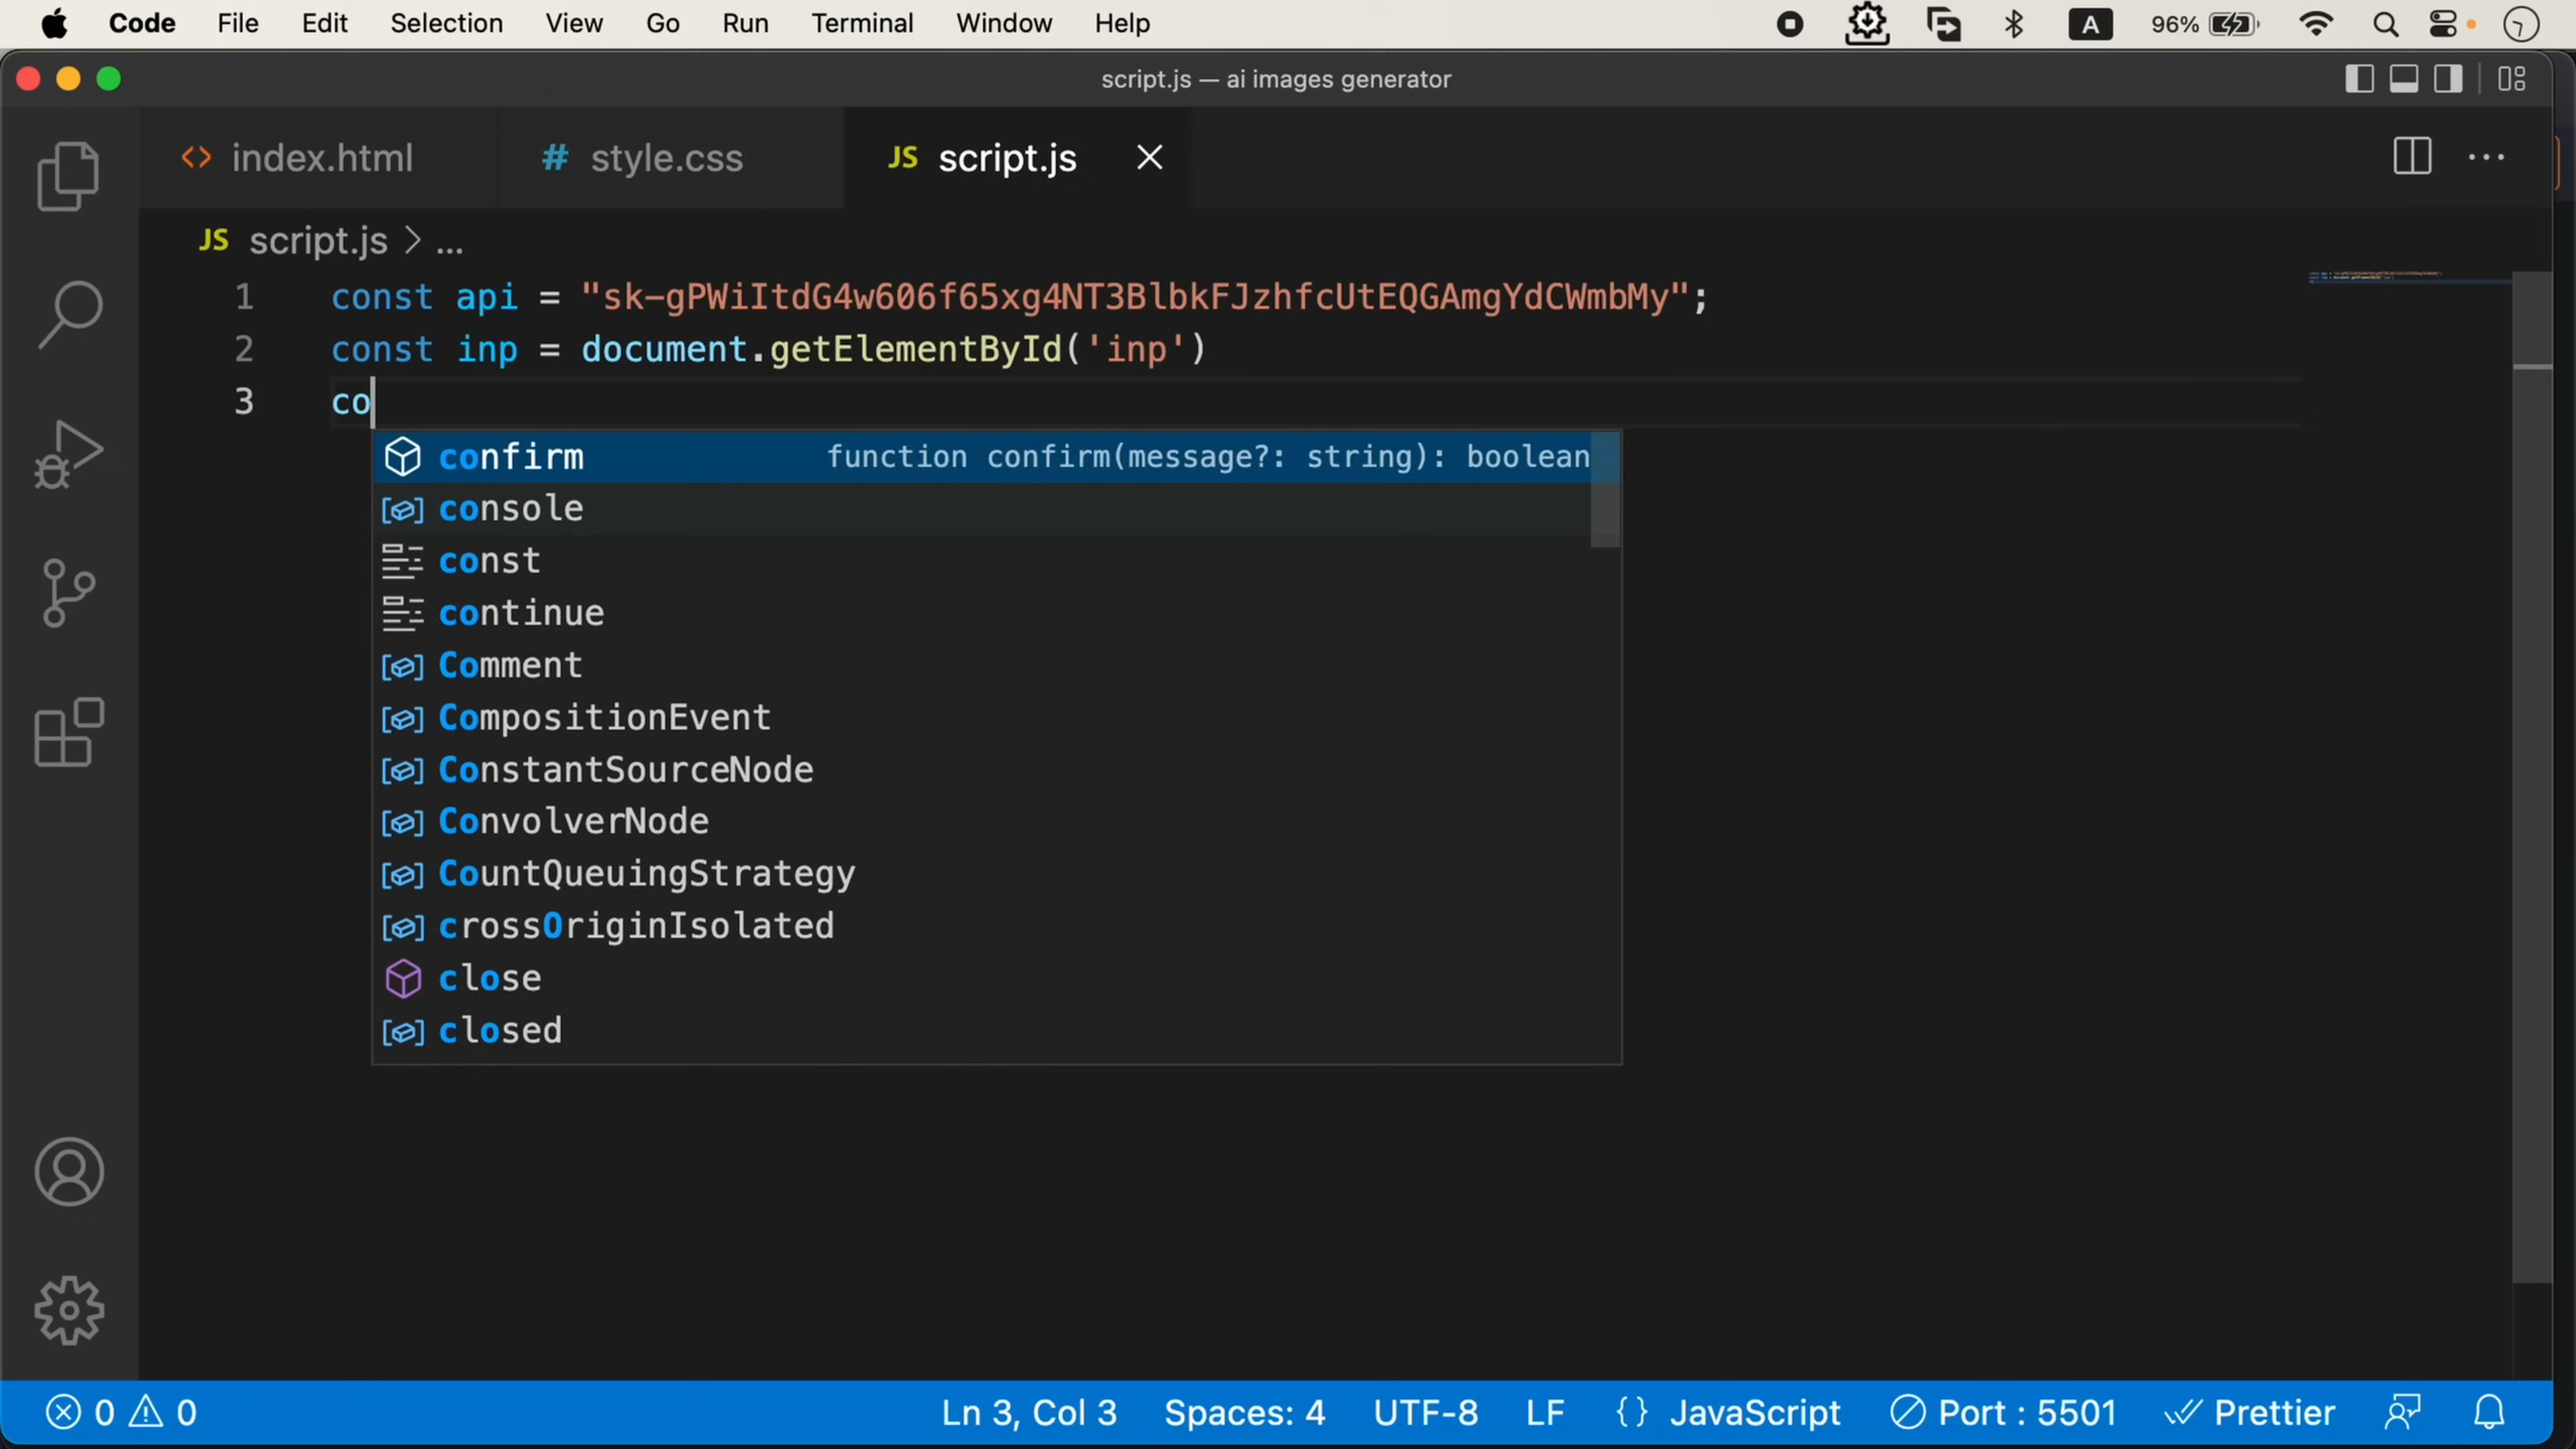 Code File Edit Selection View Go Run Terminal Window Help A 96%
script.js — ai images generator
index.html # style.css JS script.js
JS script.js > ...
1 const api = "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";
2 const inp = document.getElementById('inp')
3 co
confirm function confirm(message?: string): boolean
console
const
continue
Comment
CompositionEvent
ConstantSourceNode
ConvolverNode
CountQueuingStrategy
crossOriginIsolated
close
closed
0 0 Ln 3, Col 3 Spaces: 4 UTF-8 LF {} JavaScript Port : 5501 Prettier